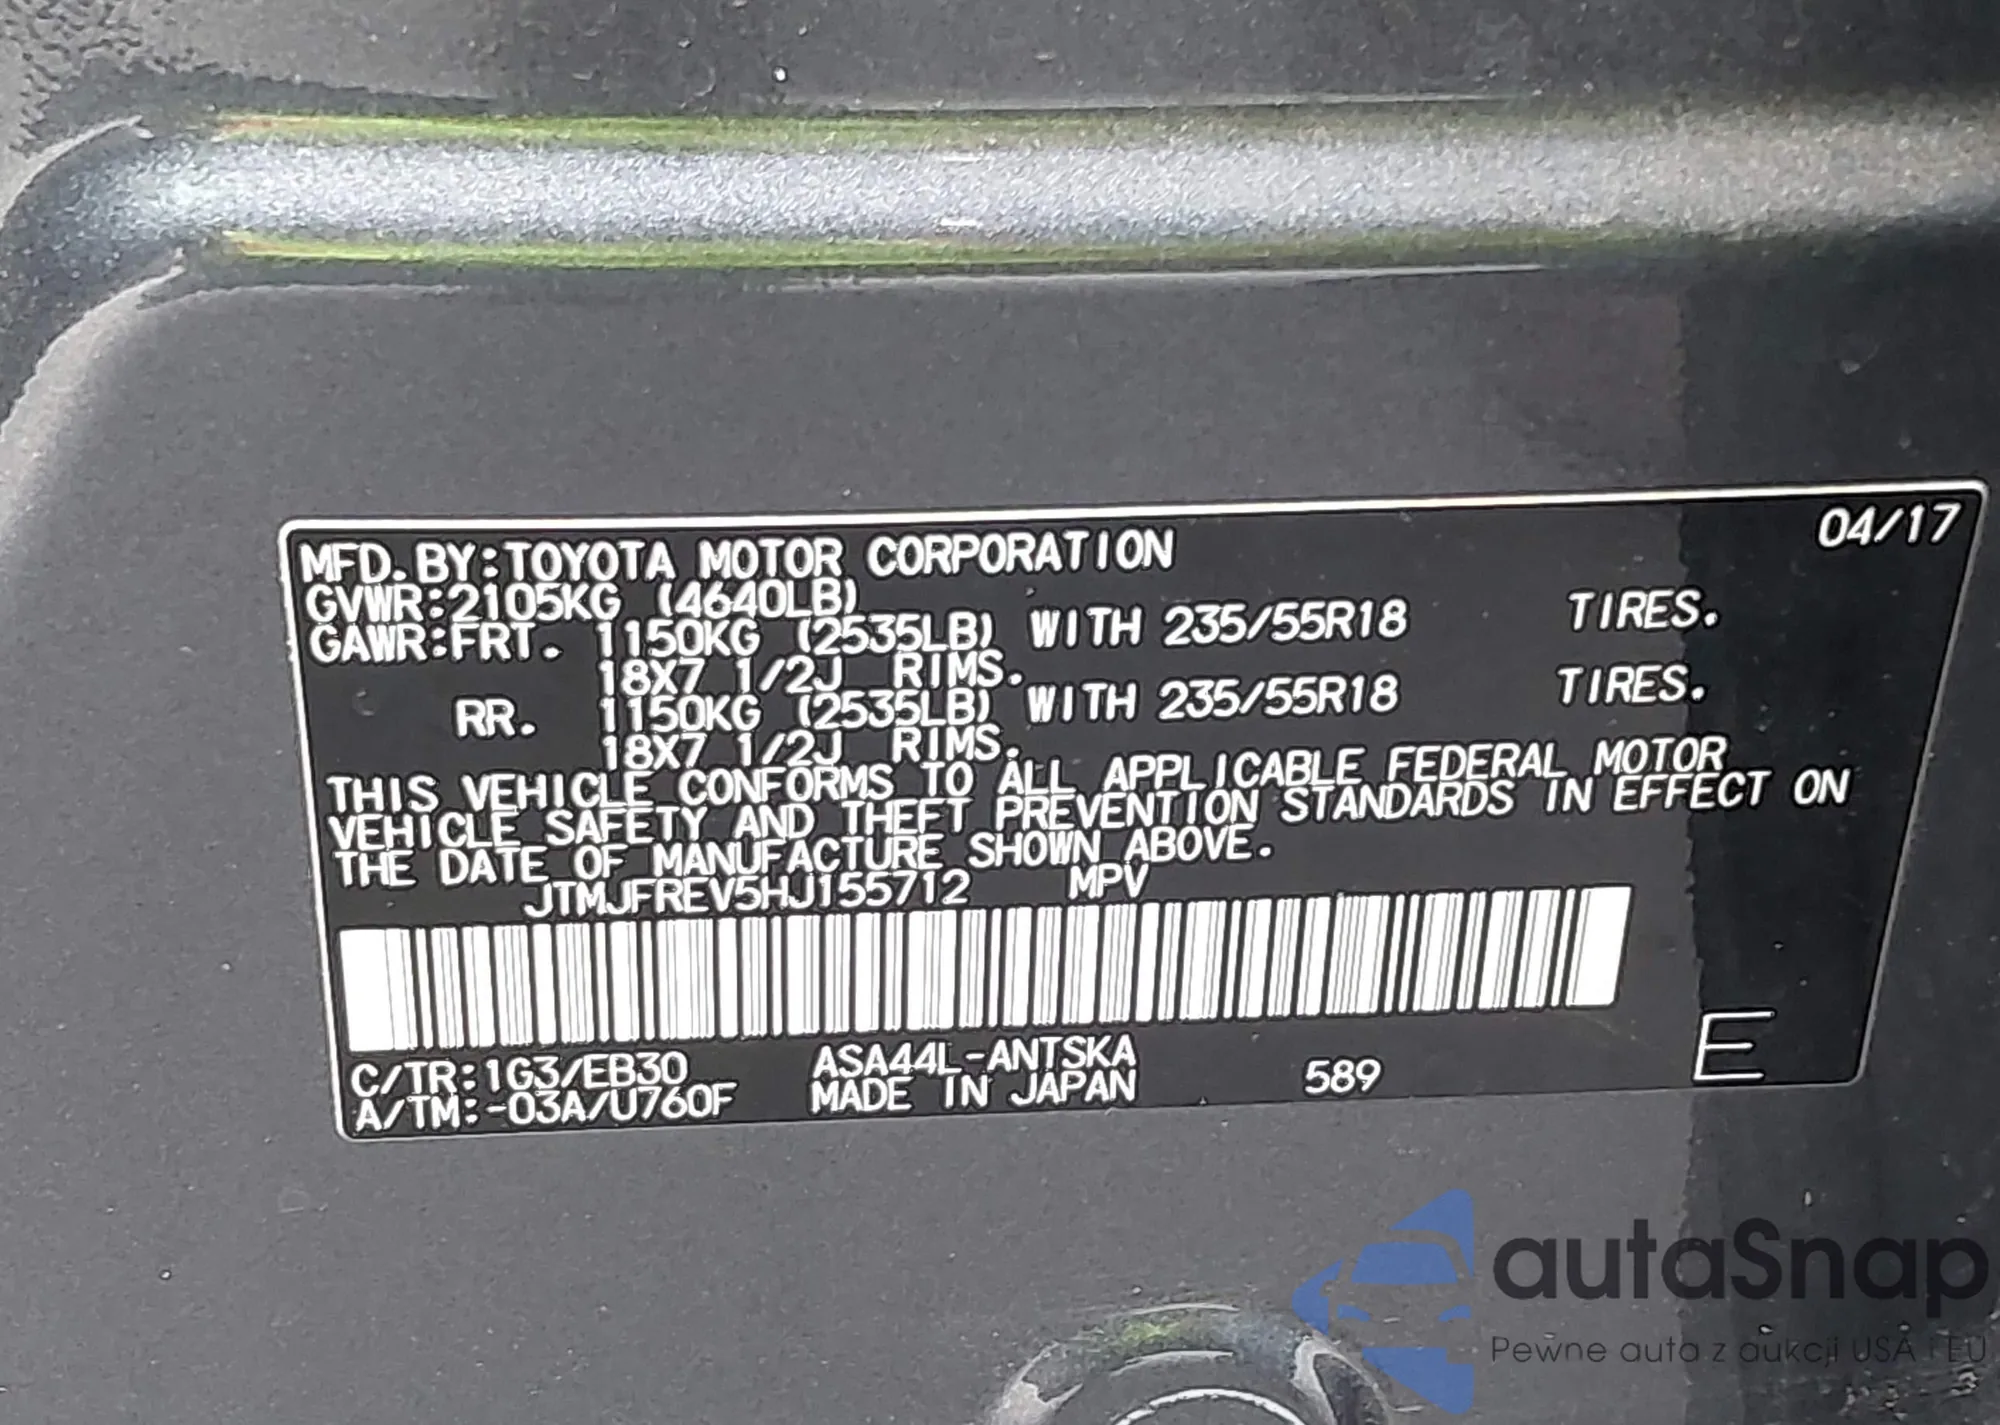 04/17
MFD. BY: TOYOTA MOTOR CORPORATION
GVWR: 2105KG (4640LB)
GAWR: FRT. 1150KG (2535LB) WITH 235/55R18 TIRES.
18X7 1/2J RIMS.
RR. 1150KG (2535LB) WITH 235/55R18 TIRES.
18X7 1/2J RIMS.
THIS VEHICLE CONFORMS TO ALL APPLICABLE FEDERAL MOTOR
VEHICLE SAFETY AND THEFT PREVENTION STANDARDS IN EFFECT ON
THE DATE OF MANUFACTURE SHOWN ABOVE.
JTMJFREV5HJ155712 MPV
C/TR: 1G3/EB30 ASA44L-ANTSKA 589 E
A/TM: -03A/U760F MADE IN JAPAN
autaSnap
Pewne auta z aukcji USA i EU